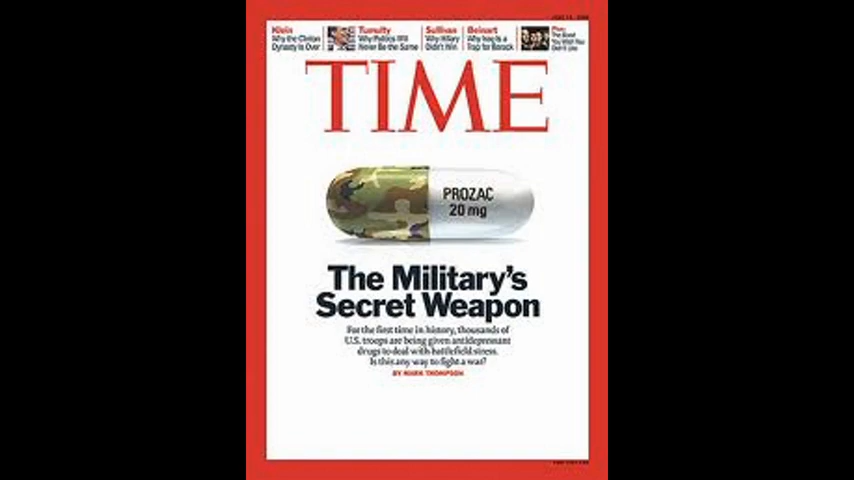 Klein
Why the Clinton
Dynasty Is Over
Tumulty
Why Politics Will
Never Be the Same
Sullivan
Why Hillary
Didn't Win
Beinart
Why Iraq Is a
Trap for Barack
TIME
PROZAC
20 mg
The Military's
Secret Weapon
For the first time in history, thousands of
U.S. troops are being given antidepressant
drugs to deal with battlefield stress.
Is this any way to fight a war?
BY MARK THOMPSON